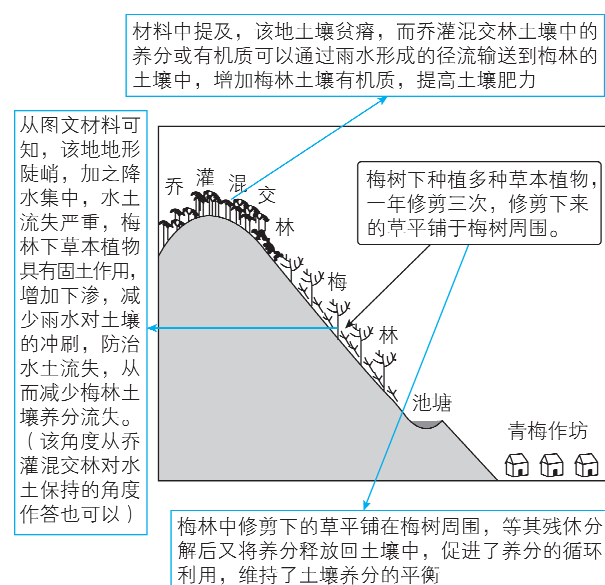 材料中提及，该地土壤贫瘠，而乔灌混交林土壤中的
养分或有机质可以通过雨水形成的径流输送到梅林的
土壤中，增加梅林土壤有机质，提高土壤肥力
从图文材料可
知，该地地形
陡峭，加之降
水集中，水土
流失严重，梅
林下草本植物
具有固土作用，
增加下渗，减
少雨水对土壤
的冲刷，防治
水土流失，从
而减少梅林土
壤养分流失。
（该角度从乔
灌混交林对水
土保持的角度
作答也可以）
乔灌混交林
梅树下种植多种草本植物，
一年修剪三次，修剪下来
的草平铺于梅树周围。
梅林
池塘
青梅作坊
梅林中修剪下的草平铺在梅树周围，等其残休分
解后又将养分释放回土壤中，促进了养分的循环
利用，维持了土壤养分的平衡